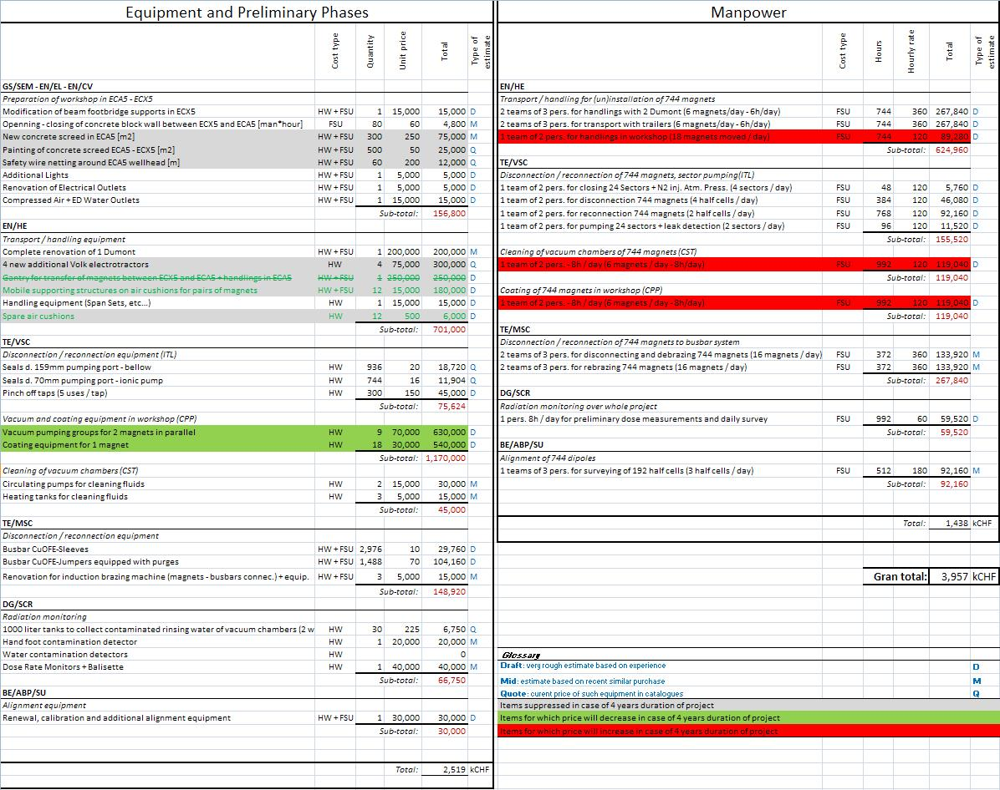 Equipment and Preliminary Phases
Cost type Quantity Unit price Total Type of estimate
GS/SEM - EN/EL - EN/CV
Preparation of workshop in ECA5 - ECX5
Modification of beam footbridge supports in ECX5 HW + FSU 1 15,000 15,000 D
Openning - closing of concrete block wall between ECX5 and ECA5 [man*hour] FSU 80 60 4,800 M
New concrete screed in ECA5 [m2] HW + FSU 300 250 75,000 M
Painting of concrete screed ECA5 - ECX5 [m2] HW + FSU 500 50 25,000 Q
Safety wire netting around ECA5 wellhead [m] HW + FSU 60 200 12,000 Q
Additional Lights HW + FSU 1 5,000 5,000 D
Renovation of Electrical Outlets HW + FSU 1 5,000 5,000 D
Compressed Air + ED Water Outlets HW + FSU 1 15,000 15,000 D
Sub-total: 156,800
EN/HE
Transport / handling equipment
Complete renovation of 1 Dumont HW + FSU 1 200,000 200,000 M
4 new additional Volk electrotractors HW 4 75,000 300,000 Q
Gantry for transfer of magnets between ECX5 and ECA5 + handlings in ECA5 HW + FSU 1 250,000 250,000 D
Mobile supporting structures on air cushions for pairs of magnets HW + FSU 12 15,000 180,000 D
Handling equipment (Span Sets, etc...) HW 1 15,000 15,000 D
Spare air cushions HW 12 500 6,000 D
Sub-total: 701,000
TE/VSC
Disconnection / reconnection equipment (ITL)
Seals d. 159mm pumping port - bellow HW 936 20 18,720 Q
Seals d. 70mm pumping port - ionic pump HW 744 16 11,904 Q
Pinch off taps (5 uses / tap) HW 300 150 45,000 D
Sub-total: 75,624
Vacuum and coating equipment in workshop (CPP)
Vacuum pumping groups for 2 magnets in parallel HW 9 70,000 630,000 D
Coating equipment for 1 magnet HW 18 30,000 540,000 D
Sub-total: 1,170,000
Cleaning of vacuum chambers (CST)
Circulating pumps for cleaning fluids HW 2 15,000 30,000 M
Heating tanks for cleaning fluids HW 3 5,000 15,000 M
Sub-total: 45,000
TE/MSC
Disconnection / reconnection equipment
Busbar CuOFE-Sleeves HW + FSU 2,976 10 29,760 D
Busbar CuOFE-Jumpers equipped with purges HW + FSU 1,488 70 104,160 D
Renovation for induction brazing machine (magnets - busbars connec.) + equip. HW + FSU 3 5,000 15,000 M
Sub-total: 148,920
DG/SCR
Radiation monitoring
1000 liter tanks to collect contaminated rinsing water of vacuum chambers (2 w HW 30 225 6,750 Q
Hand foot contamination detector HW 1 20,000 20,000 M
Water contamination detectors HW 0
Dose Rate Monitors + Balisette HW 1 40,000 40,000 M
Sub-total: 66,750
BE/ABP/SU
Alignment equipment
Renewal, calibration and additional alignment equipment HW + FSU 1 30,000 30,000 D
Sub-total: 30,000
Total: 2,519 kCHF
Manpower
Cost type Hours Hourly rate Total Type of estimate
EN/HE
Transport / handling for (un)installation of 744 magnets
2 teams of 3 pers. for handlings with 2 Dumont (6 magnets/day - 6h/day) FSU 744 360 267,840 D
2 teams of 3 pers. for transport with trailers (6 magnets/day - 6h/day) FSU 744 360 267,840 D
1 team of 2 pers. for handlings in workshop (18 magnets moved / day) FSU 744 120 89,280 D
Sub-total: 624,960
TE/VSC
Disconnection / reconnection of 744 magnets, sector pumping(ITL)
1 team of 2 pers. for closing 24 Sectors + N2 inj. Atm. Press. (4 sectors / day) FSU 48 120 5,760 D
1 team of 2 pers. for disconnection 744 magnets (4 half cells / day) FSU 384 120 46,080 D
1 team of 2 pers. for reconnection 744 magnets (2 half cells / day) FSU 768 120 92,160 D
1 team of 2 pers. for pumping 24 sectors + leak detection (2 sectors / day) FSU 96 120 11,520 D
Sub-total: 155,520
Cleaning of vacuum chambers of 744 magnets (CST)
1 team of 2 pers. - 8h / day (6 magnets / day - 8h/day) FSU 992 120 119,040 D
Sub-total: 119,040
Coating of 744 magnets in workshop (CPP)
1 team of 2 pers. - 8h / day (6 magnets / day - 8h/day) FSU 992 120 119,040 D
Sub-total: 119,040
TE/MSC
Disconnection / reconnection of 744 magnets to busbar system
2 teams of 3 pers. for disconnecting and debrazing 744 magnets (16 magnets / day) FSU 372 360 133,920 M
2 teams of 3 pers. for rebrazing 744 magnets (16 magnets / day) FSU 372 360 133,920 M
Sub-total: 267,840
DG/SCR
Radiation monitoring over whole project
1 pers. 8h / day for preliminary dose measurements and daily survey FSU 992 60 59,520 D
Sub-total: 59,520
BE/ABP/SU
Alignment of 744 dipoles
1 teams of 3 pers. for surveying of 192 half cells (3 half cells / day) FSU 512 180 92,160 M
Sub-total: 92,160
Total: 1,438 kCHF
Gran total: 3,957 kCHF
Glossary
Draft: very rough estimate based on experience D
Mid: estimate based on recent similar purchase M
Quote: curent price of such equipment in catalogues Q
Items suppressed in case of 4 years duration of project
Items for which price will decrease in case of 4 years duration of project
Items for which price will increase in case of 4 years duration of project